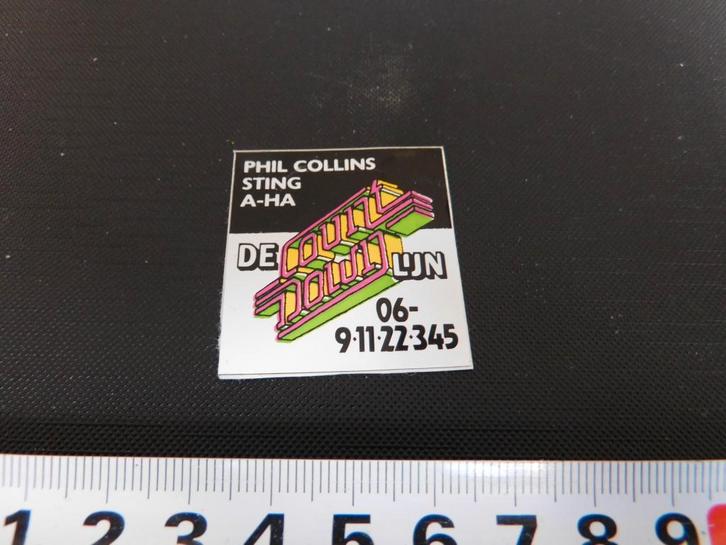 PHIL COLLINS
STING
A-HA
DE COUNT DOWN LIJN
06-
9·11·22·345
1 2 3 4 5 6 7 8 9